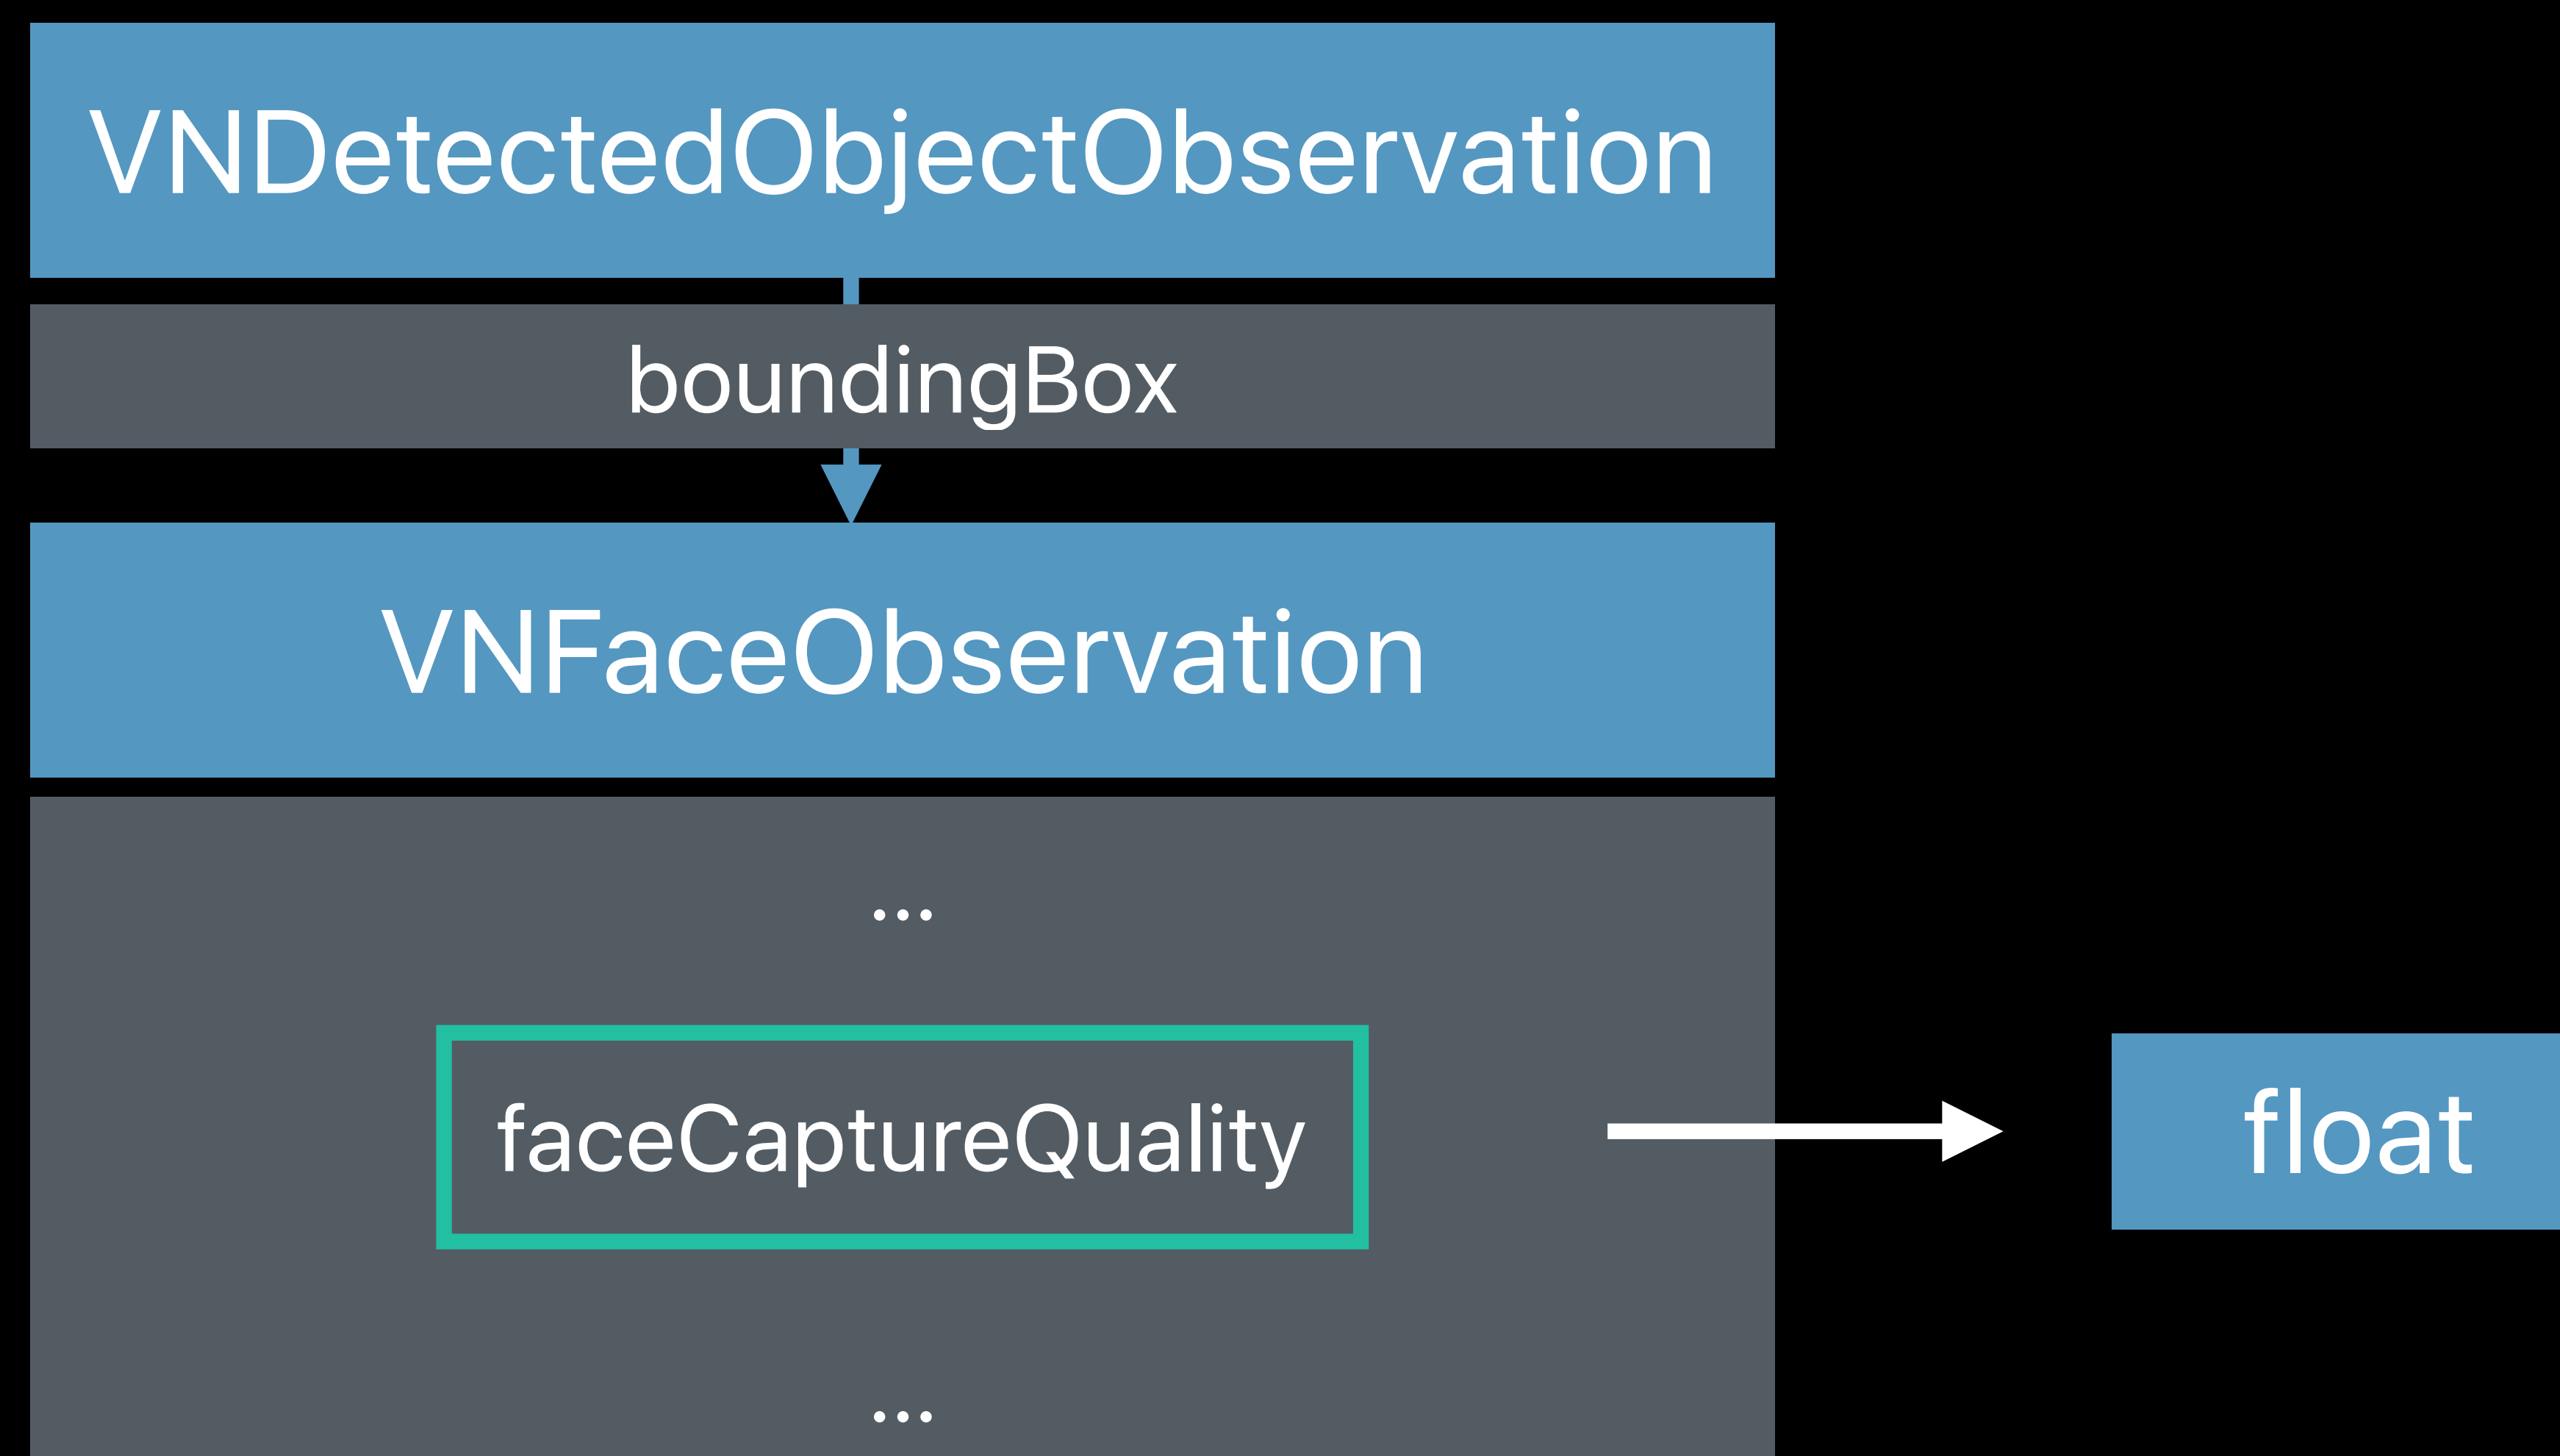 VNDetectedObjectObservation
boundingBox
VNFaceObservation
...
faceCaptureQuality
float
...